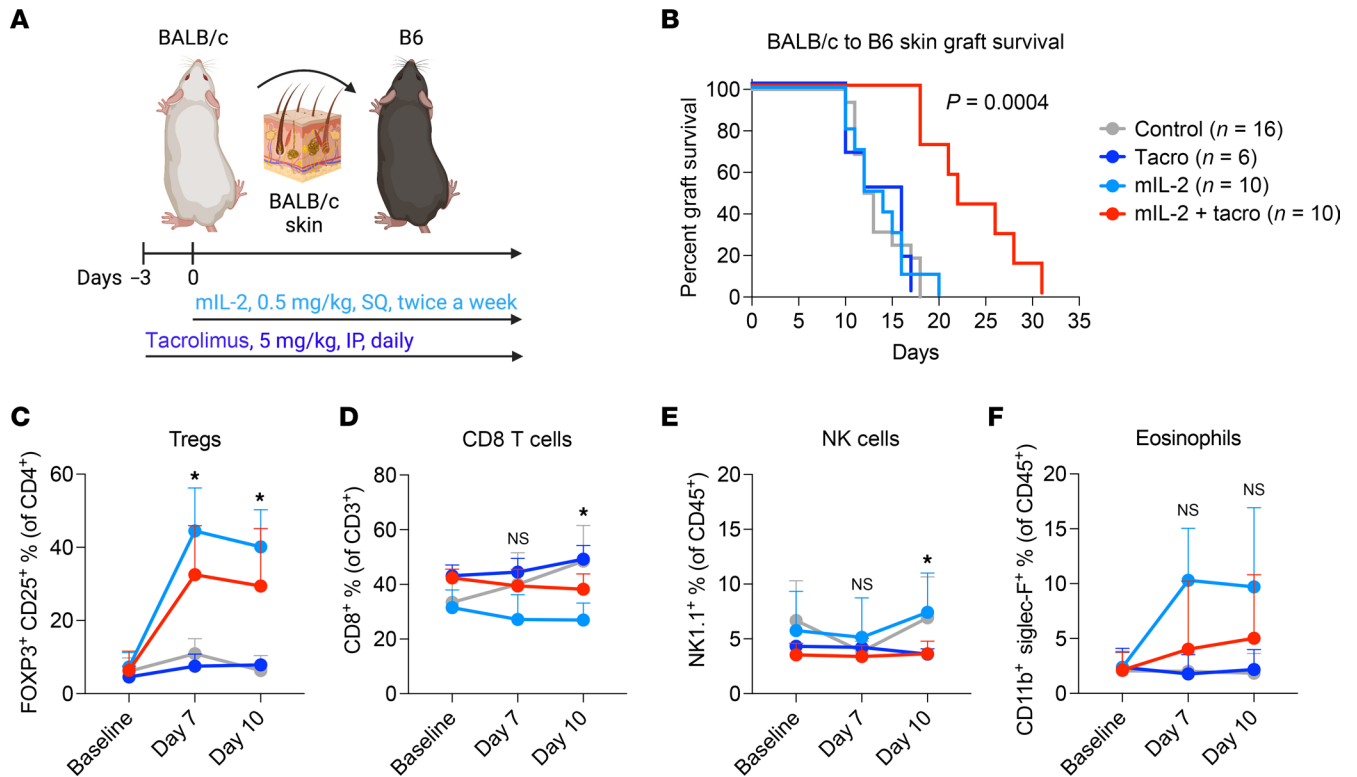 A
BALB/c
B6
BALB/c
skin
Days –3
0
mIL-2, 0.5 mg/kg, SQ, twice a week
Tacrolimus, 5 mg/kg, IP, daily
B
BALB/c to B6 skin graft survival
Percent graft survival
100
80
60
40
20
0
P = 0.0004
0 5 10 15 20 25 30 35
Days
Control (n = 16)
Tacro (n = 6)
mIL-2 (n = 10)
mIL-2 + tacro (n = 10)
C
Tregs
FOXP3⁺ CD25⁺ % (of CD4⁺)
60
40
20
0
* *
Baseline Day 7 Day 10
D
CD8 T cells
CD8⁺ % (of CD3⁺)
80
60
40
20
0
NS *
Baseline Day 7 Day 10
E
NK cells
NK1.1⁺ % (of CD45⁺)
20
15
10
5
0
NS *
Baseline Day 7 Day 10
F
Eosinophils
CD11b⁺ siglec-F⁺ % (of CD45⁺)
20
15
10
5
0
NS NS
Baseline Day 7 Day 10